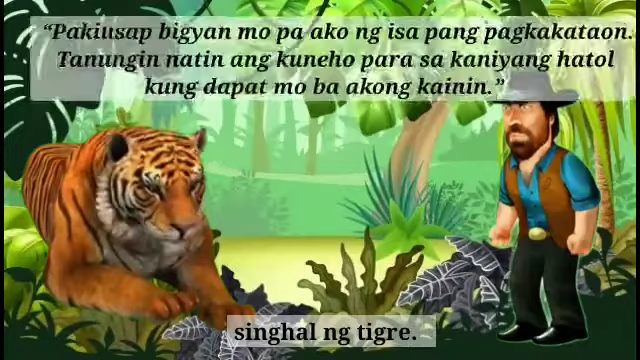 “Pakiusap bigyan mo pa ako ng isa pang pagkakataon.
Tanungin natin ang kuneho para sa kaniyang hatol
kung dapat mo ba akong kainin.”
singhal ng tigre.